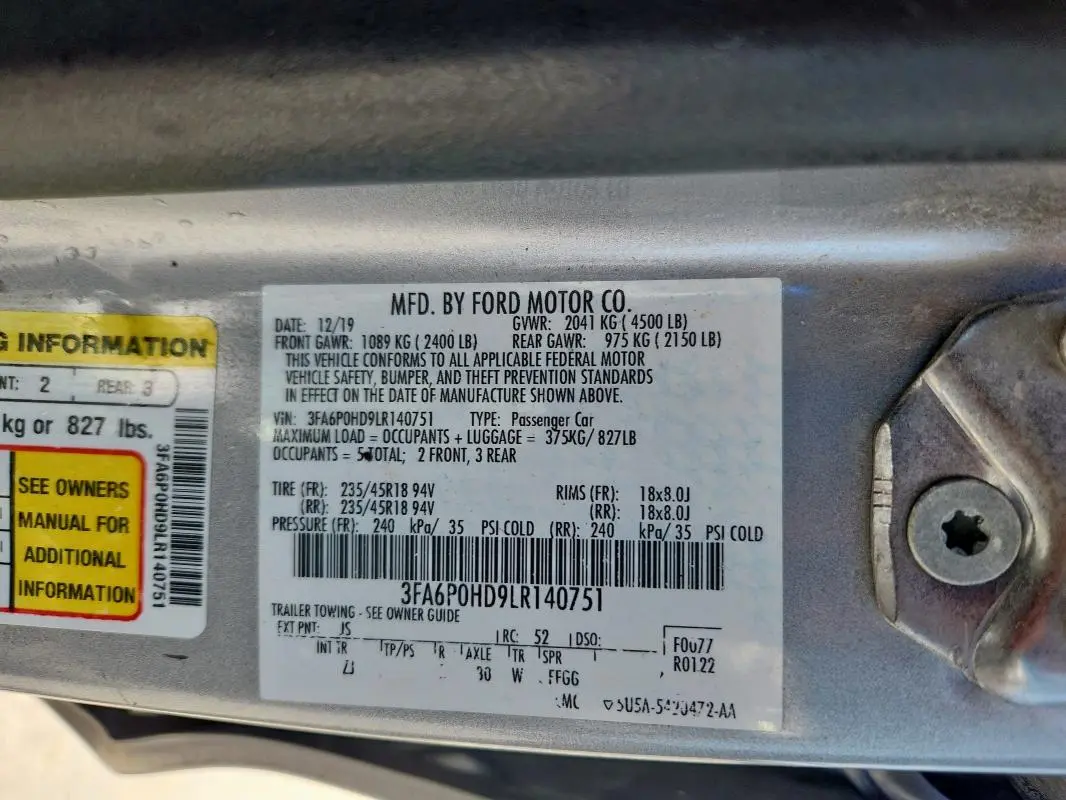 G INFORMATION
NT: 2 REAR: 3
kg or 827 lbs.
SEE OWNERS
MANUAL FOR
ADDITIONAL
INFORMATION
3FA6P0HD9LR140751
MFD. BY FORD MOTOR CO.
DATE: 12/19 GVWR: 2041 KG ( 4500 LB)
FRONT GAWR: 1089 KG ( 2400 LB) REAR GAWR: 975 KG ( 2150 LB)
THIS VEHICLE CONFORMS TO ALL APPLICABLE FEDERAL MOTOR
VEHICLE SAFETY, BUMPER, AND THEFT PREVENTION STANDARDS
IN EFFECT ON THE DATE OF MANUFACTURE SHOWN ABOVE.
VIN: 3FA6P0HD9LR140751 TYPE: Passenger Car
MAXIMUM LOAD = OCCUPANTS + LUGGAGE = 375KG/ 827LB
OCCUPANTS = 5 TOTAL; 2 FRONT, 3 REAR
TIRE (FR): 235/45R18 94V RIMS (FR): 18x8.0J
(RR): 235/45R18 94V (RR): 18x8.0J
PRESSURE (FR): 240 kPa/ 35 PSI COLD (RR): 240 kPa/ 35 PSI COLD
3FA6P0HD9LR140751
TRAILER TOWING - SEE OWNER GUIDE
EXT PNT: JS RC: 52 DSO: F0077
INT TR TP/PS R AXLE TR SPR R0122
30 W FFGG